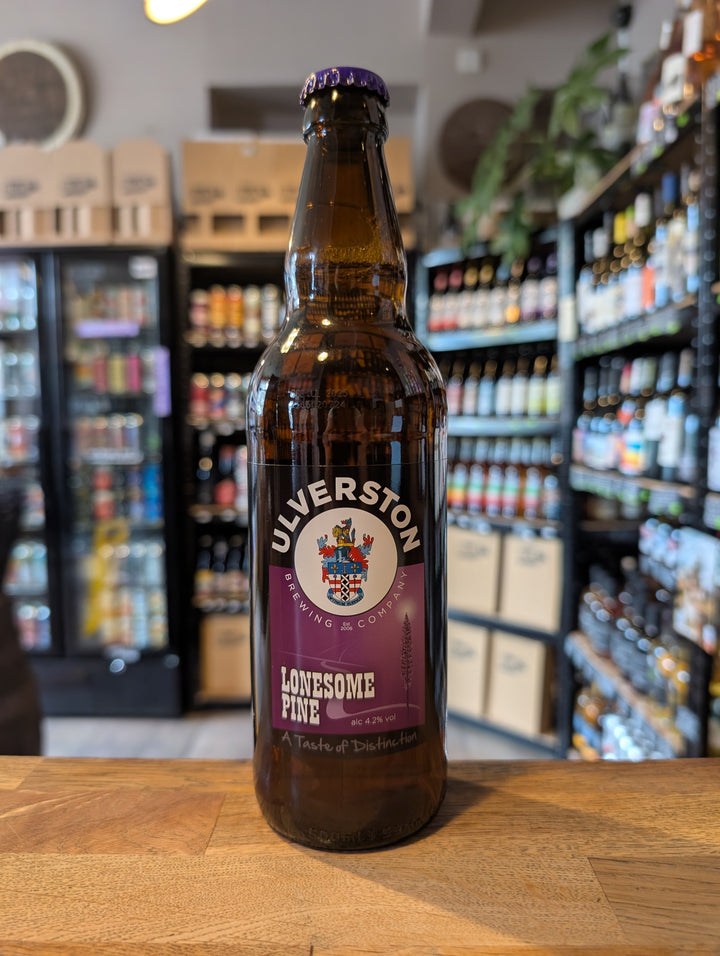 ULVERSTON
BREWING COMPANY
Est
2006
LONESOME
PINE
alc 4.2% vol
A Taste of Distinction